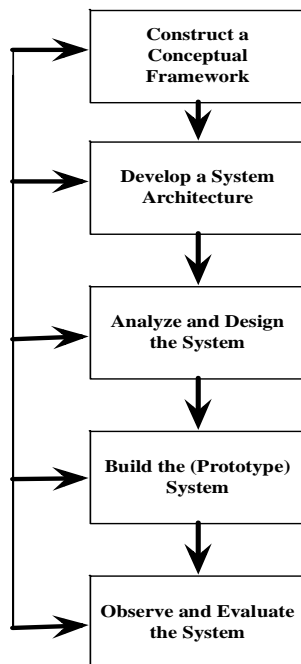 Construct a
Conceptual
Framework
Develop a System
Architecture
Analyze and Design
the System
Build the (Prototype)
System
Observe and Evaluate
the System